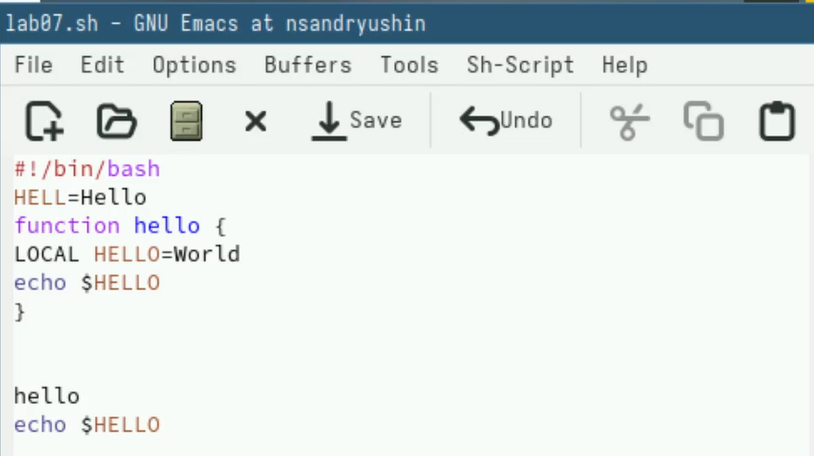 lab07.sh - GNU Emacs at nsandryushin
File Edit Options Buffers Tools Sh-Script Help
Save Undo
#!/bin/bash
HELL=Hello
function hello {
LOCAL HELLO=World
echo $HELLO
}
hello
echo $HELLO